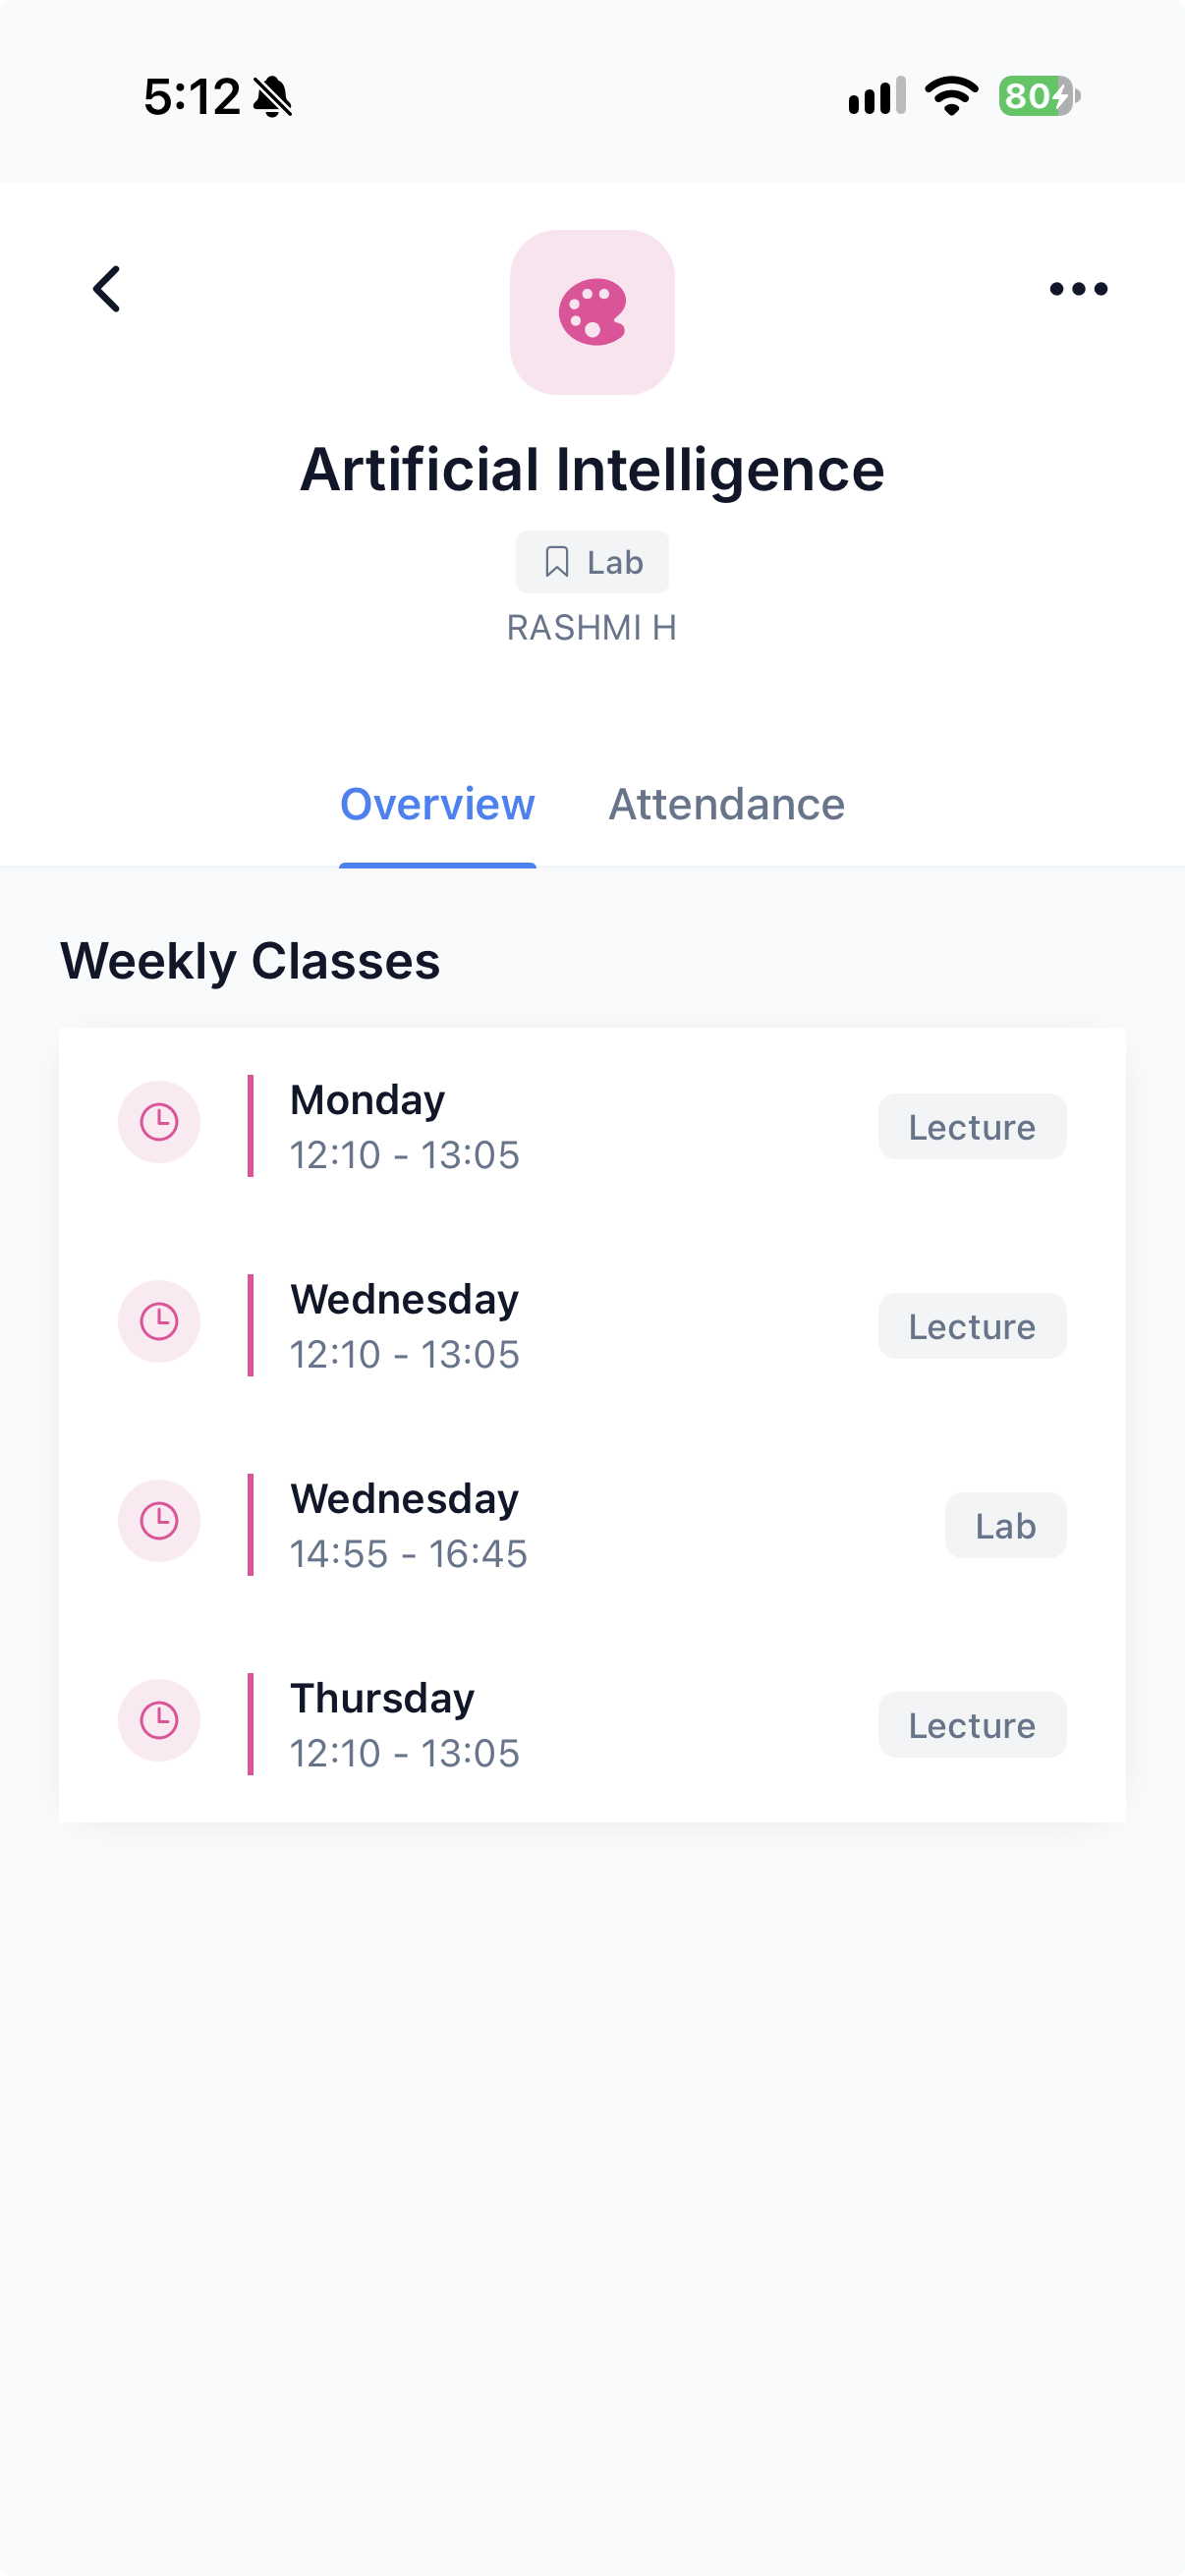 5:12
80
Artificial Intelligence
Lab
RASHMI H
Overview Attendance
Weekly Classes
Monday
12:10 - 13:05
Lecture
Wednesday
12:10 - 13:05
Lecture
Wednesday
14:55 - 16:45
Lab
Thursday
12:10 - 13:05
Lecture